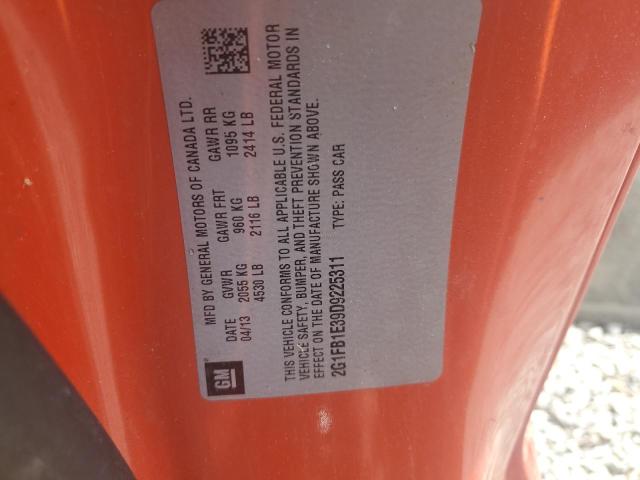 MFD BY GENERAL MOTORS OF CANADA LTD.
DATE GVWR GAWR FRT GAWR RR
04/13 2055 KG 960 KG 1095 KG
4530 LB 2116 LB 2414 LB
THIS VEHICLE CONFORMS TO ALL APPLICABLE U.S. FEDERAL MOTOR
VEHICLE SAFETY, BUMPER, AND THEFT PREVENTION STANDARDS IN
EFFECT ON THE DATE OF MANUFACTURE SHOWN ABOVE.
2G1FB1E39D9225311 TYPE: PASS CAR
GM